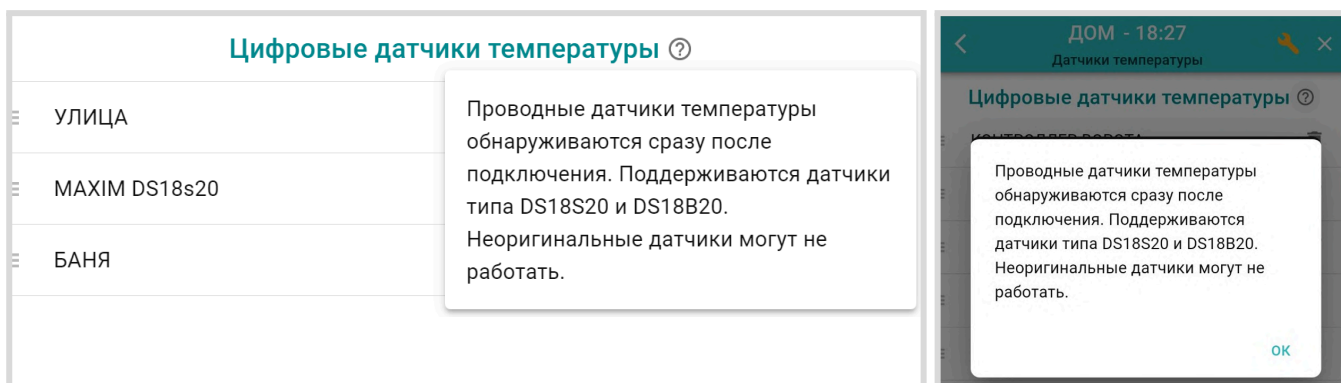 Цифровые датчики температуры ?
УЛИЦА
MAXIM DS18s20
БАНЯ
Проводные датчики температуры
обнаруживаются сразу после
подключения. Поддерживаются датчики
типа DS18S20 и DS18B20.
Неоригинальные датчики могут не
работать.
ДОМ - 18:27
Датчики температуры
Цифровые датчики температуры ?
КОНТРОЛЛЕР ВОРОТА
Проводные датчики температуры
обнаруживаются сразу после
подключения. Поддерживаются
датчики типа DS18S20 и DS18B20.
Неоригинальные датчики могут не
работать.
ОК